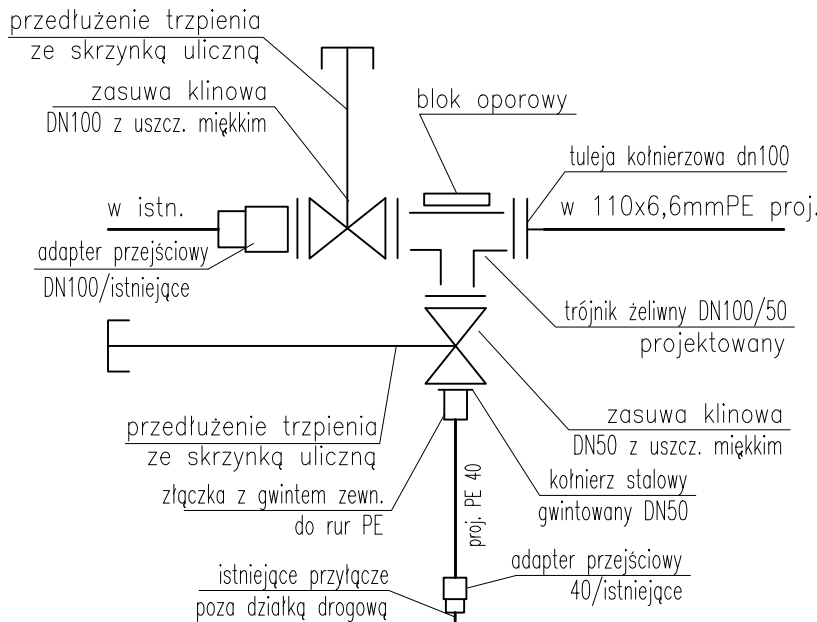 przedłużenie trzpienia
ze skrzynką uliczną
zasuwa klinowa
DN100 z uszcz. miękkim
blok oporowy
tuleja kołnierzowa dn100
w istn.
w 110x6,6mmPE proj.
adapter przejściowy
DN100/istniejące
trójnik żeliwny DN100/50
projektowany
przedłużenie trzpienia
ze skrzynką uliczną
zasuwa klinowa
DN50 z uszcz. miękkim
złączka z gwintem zewn.
do rur PE
proj. PE 40
kołnierz stalowy
gwintowany DN50
istniejące przyłącze
poza działką drogową
adapter przejściowy
40/istniejące